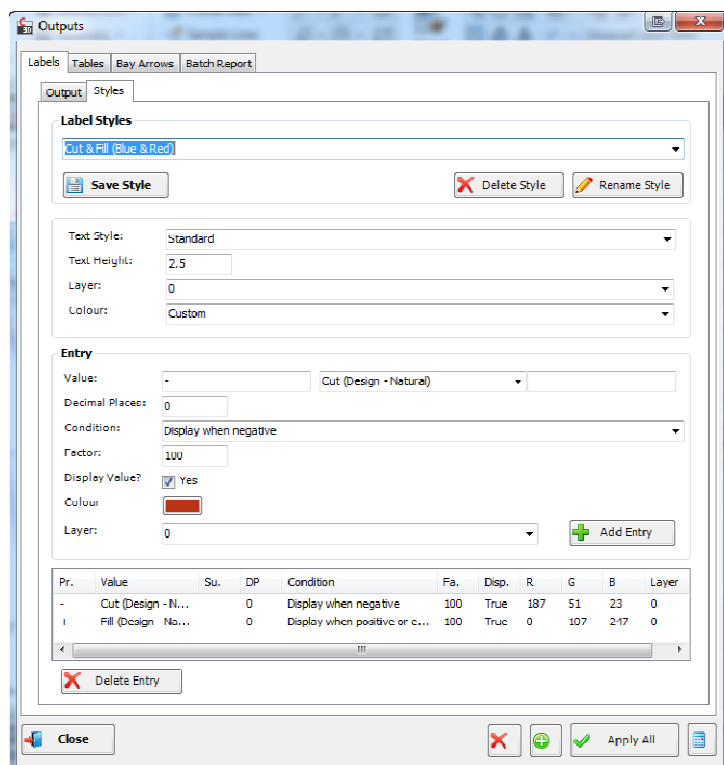 Outputs
Labels Tables Bay Arrows Batch Report
Output Styles
Label Styles
Cut & Fill (Blue & Red)
Save Style Delete Style Rename Style
Text Style: Standard
Text Height: 2.5
Layer: 0
Colour: Custom
Entry
Value: - Cut (Design - Natural)
Decimal Places: 0
Condition: Display when negative
Factor: 100
Display Value? Yes
Colour
Layer: 0 Add Entry
Pr. Value Su. DP Condition Fa. Disp. R G B Layer
- Cut (Design - N... 0 Display when negative 100 True 187 51 23 0
Fill (Design Na... 0 Display when positive or e... 100 True 0 107 247 0
Delete Entry
Close Apply All